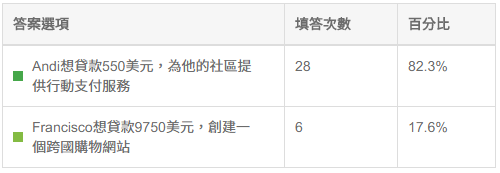 答案選項 填答次數 百分比
Andi想貸款550美元，為他的社區提 28 82.3%
供行動支付服務
Francisco想貸款9750美元，創建一 6 17.6%
個跨國購物網站